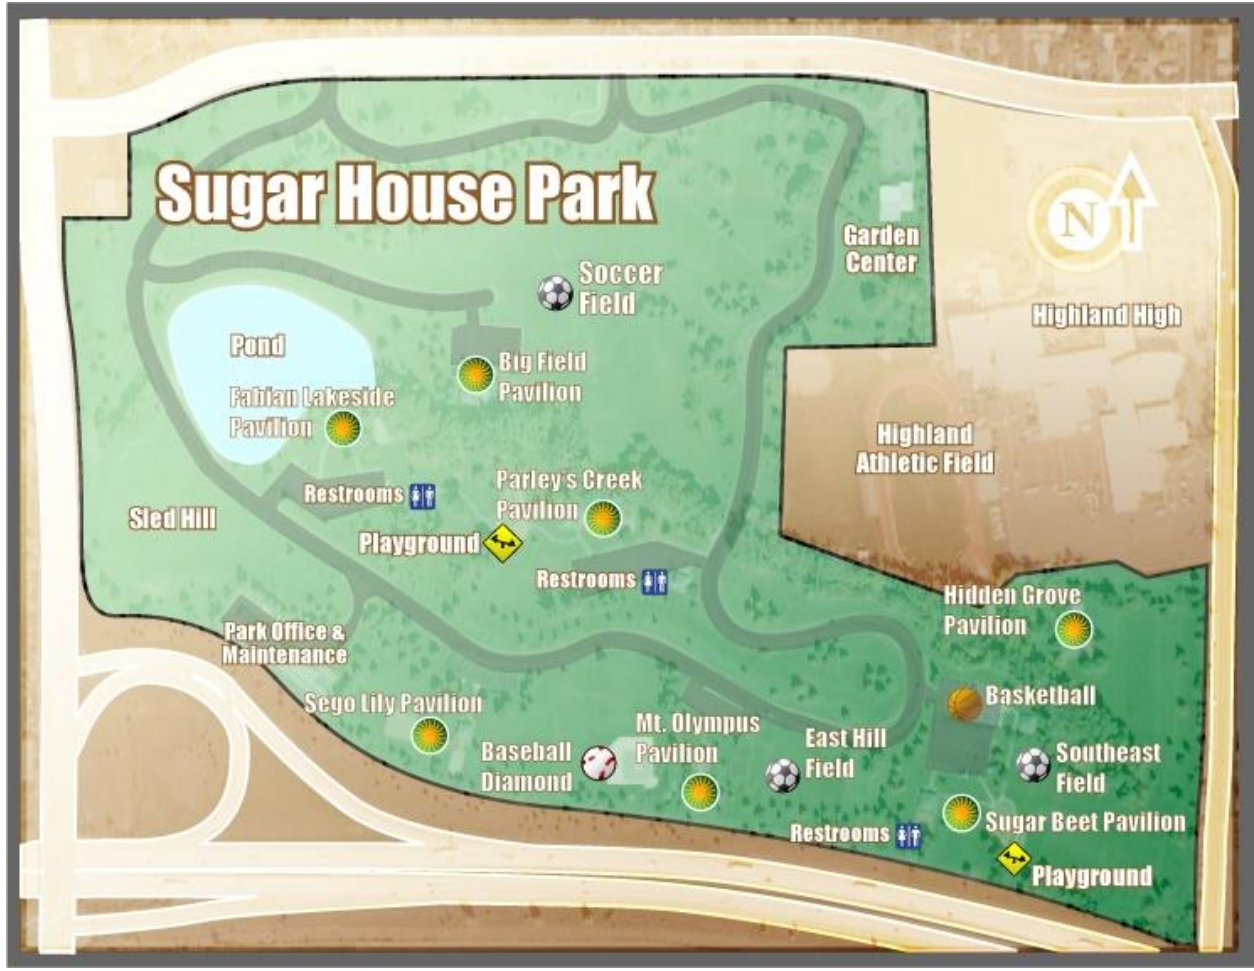 Sugar House Park
N
Garden
Center
Soccer
Field
Highland High
Pond
Big Field
Pavilion
Fabian Lakeside
Pavilion
Highland
Athletic Field
Restrooms
Parley's Creek
Pavilion
Sled Hill
Playground
Restrooms
Hidden Grove
Pavilion
Park Office &
Maintenance
Sego Lily Pavilion
Basketball
Mt. Olympus
Pavilion
Baseball
Diamond
East Hill
Field
Southeast
Field
Restrooms
Sugar Beet Pavilion
Playground